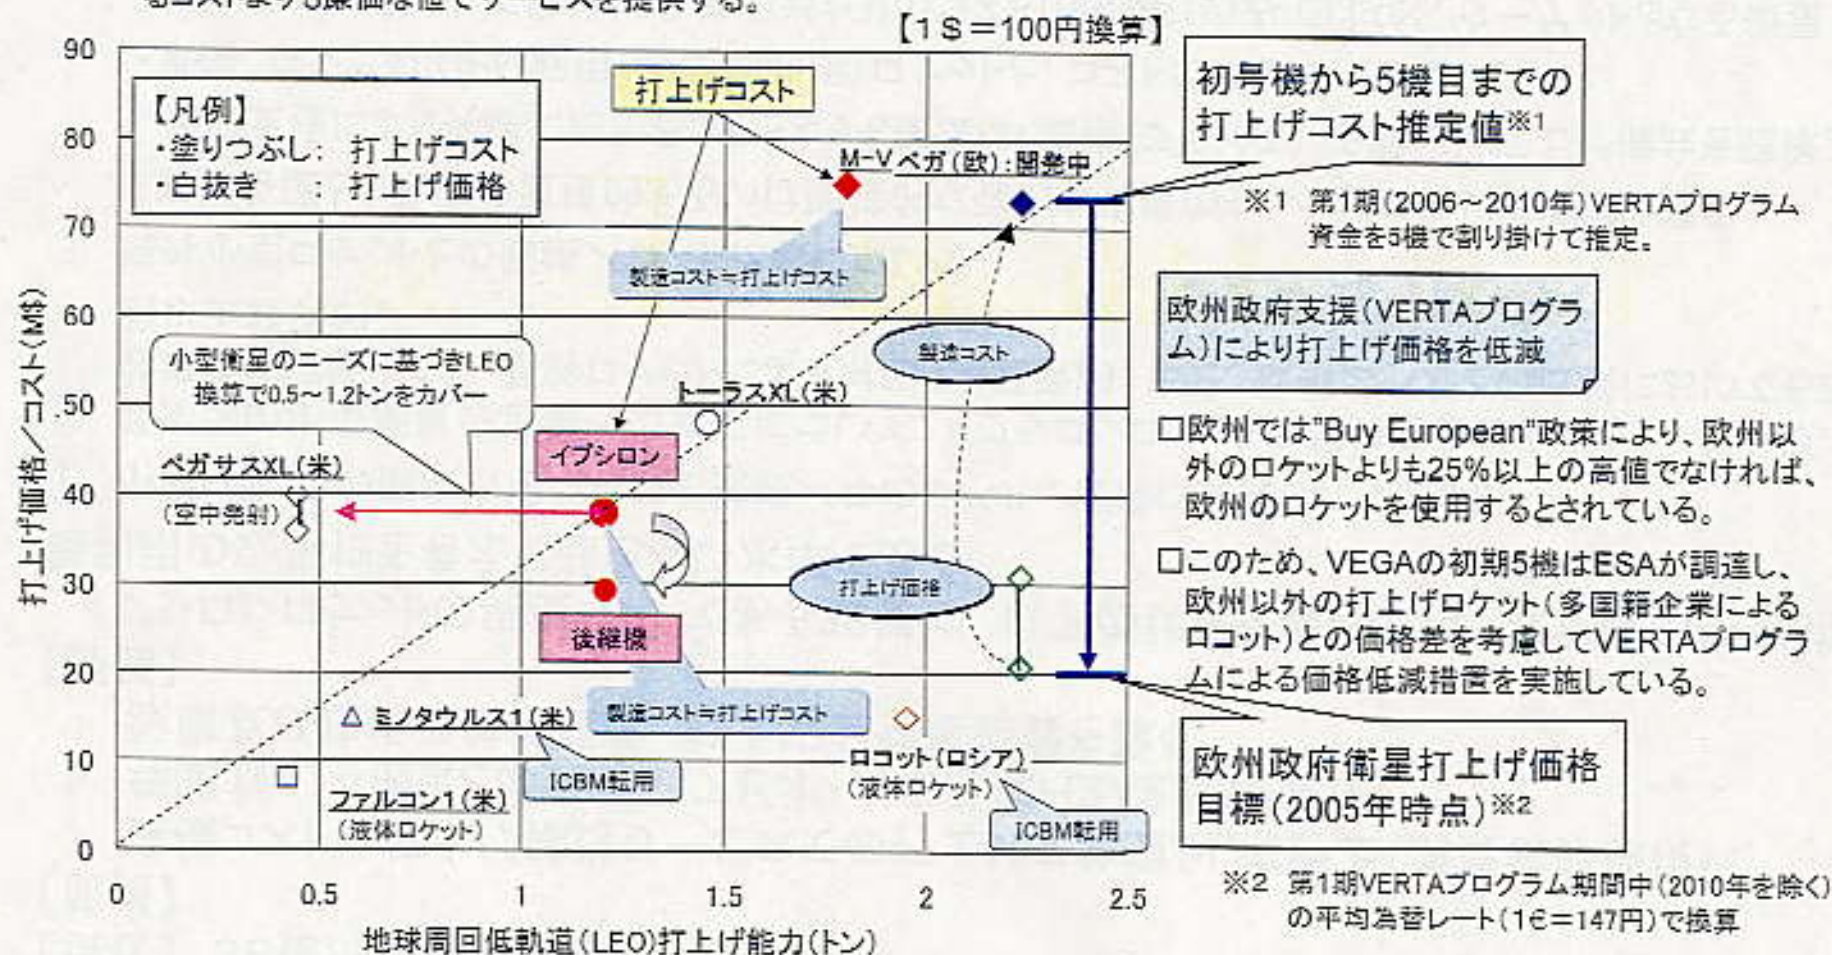 るコストよりも廉価な値でサービスを提供する。
【1$=100円換算】
90
80
70
60
50
40
30
20
10
0
打上げ価格/コスト(M$)
0
0.5
1
1.5
2
2.5
地球周回低軌道(LEO)打上げ能力(トン)
【凡例】
・塗りつぶし: 打上げコスト
・白抜き : 打上げ価格
打上げコスト
M-V
ベガ(欧):開発中
製造コスト≒打上げコスト
小型衛星のニーズに基づきLEO
換算で0.5~1.2トンをカバー
製造コスト
トーラスXL(米)
イプシロン
ペガサスXL(米)
(空中発射)
打上げ価格
後継機
製造コスト≒打上げコスト
ミノタウルス1(米)
ICBM転用
ファルコン1(米)
(液体ロケット)
ロコット(ロシア)
(液体ロケット)
ICBM転用
初号機から5機目までの
打上げコスト推定値※1
※1 第1期(2006~2010年)VERTAプログラム
資金を5機で割り掛けて推定。
欧州政府支援(VERTAプログラ
ム)により打上げ価格を低減
□欧州では"Buy European"政策により、欧州以
外のロケットよりも25%以上の高値でなければ、
欧州のロケットを使用するとされている。
□このため、VEGAの初期5機はESAが調達し、
欧州以外の打上げロケット(多国籍企業による
ロコット)との価格差を考慮してVERTAプログラ
ムによる価格低減措置を実施している。
欧州政府衛星打上げ価格
目標(2005年時点)※2
※2 第1期VERTAプログラム期間中(2010年を除く)
の平均為替レート(1€=147円)で換算